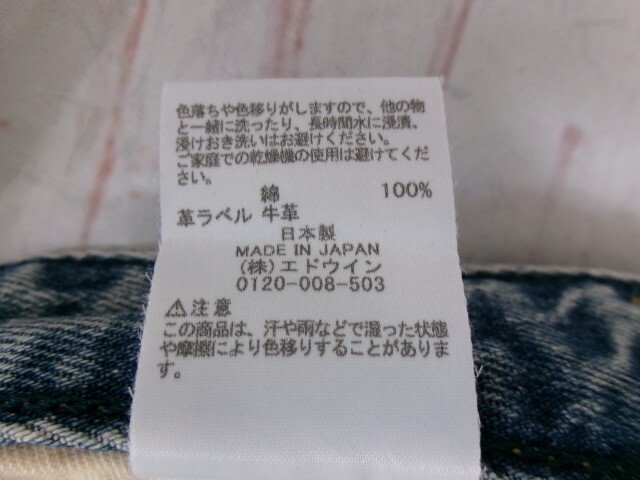 色落ちや色移りがしますので、他の物
と一緒に洗ったり、長時間水に浸漬、
浸けおき洗いはお避けください。
ご家庭での乾燥機の使用は避けてくだ
さい。
綿 100%
革ラベル 牛革
日本製
MADE IN JAPAN
(株)エドウイン
0120-008-503
⚠注意
この商品は、汗や雨などで湿った状態
や摩擦により色移りすることがありま
す。